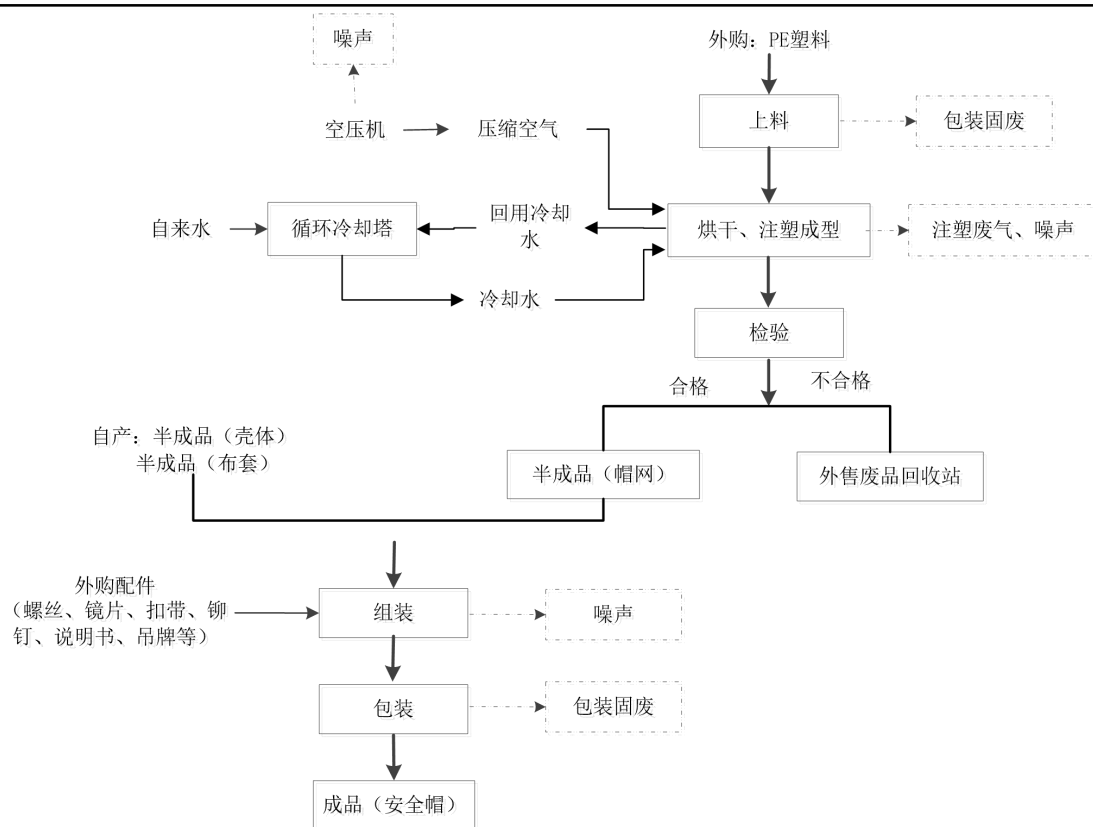 噪声
外购：PE塑料
上料
包装固废
空压机
压缩空气
自来水
循环冷却塔
回用冷却
水
烘干、注塑成型
注塑废气、噪声
冷却水
检验
合格
不合格
自产：半成品（壳体）
半成品（布套）
半成品（帽网）
外售废品回收站
外购配件
（螺丝、镜片、扣带、铆
钉、说明书、吊牌等）
组装
噪声
包装
包装固废
成品（安全帽）